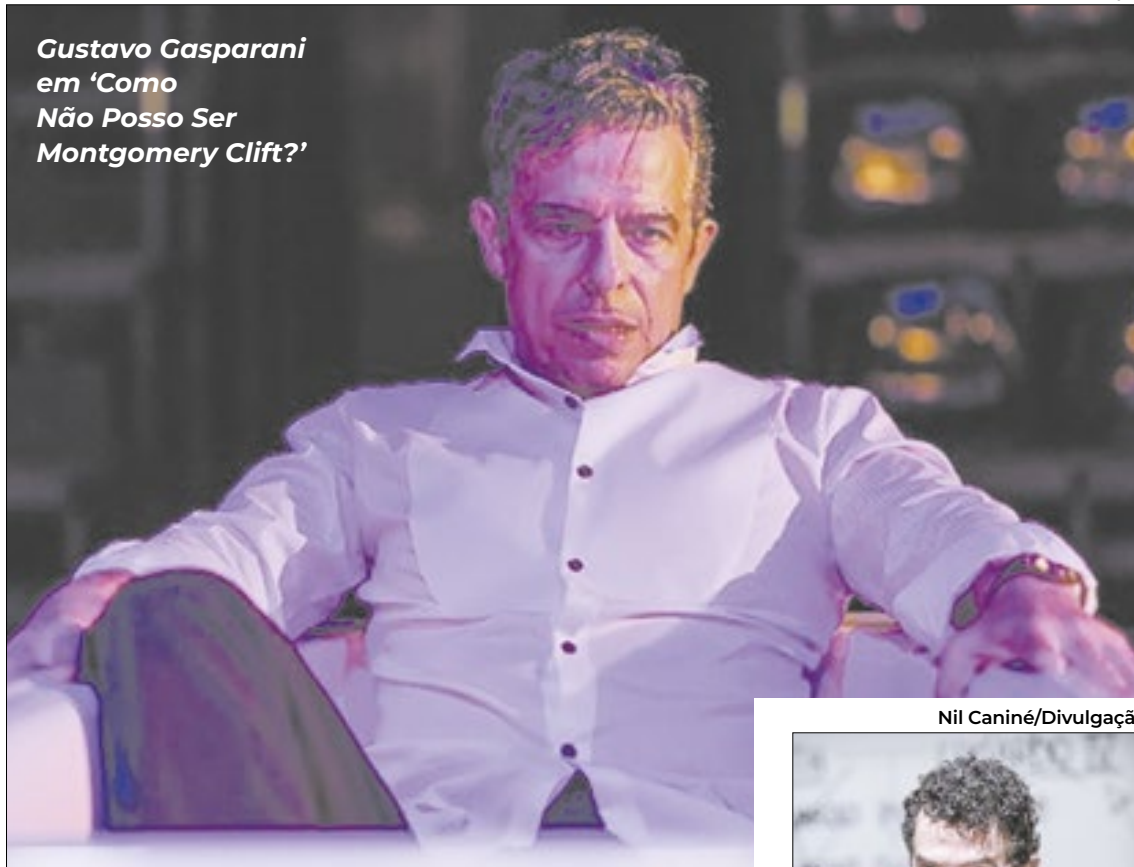 Gustavo Gasparani
em ‘Como
Não Posso Ser
Montgomery Clift?’
Nil Caniné/Divulgaçã